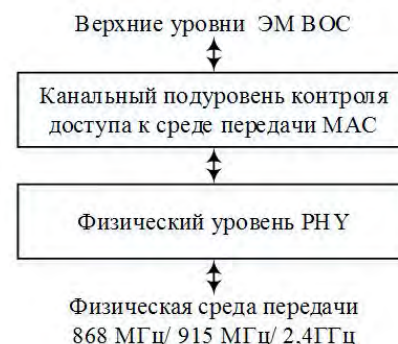 Верхние уровни ЭМ ВОС
Канальный подуровень контроля
доступа к среде передачи MAC
Физический уровень PHY
Физическая среда передачи
868 МГц/ 915 МГц/ 2,4ГГц